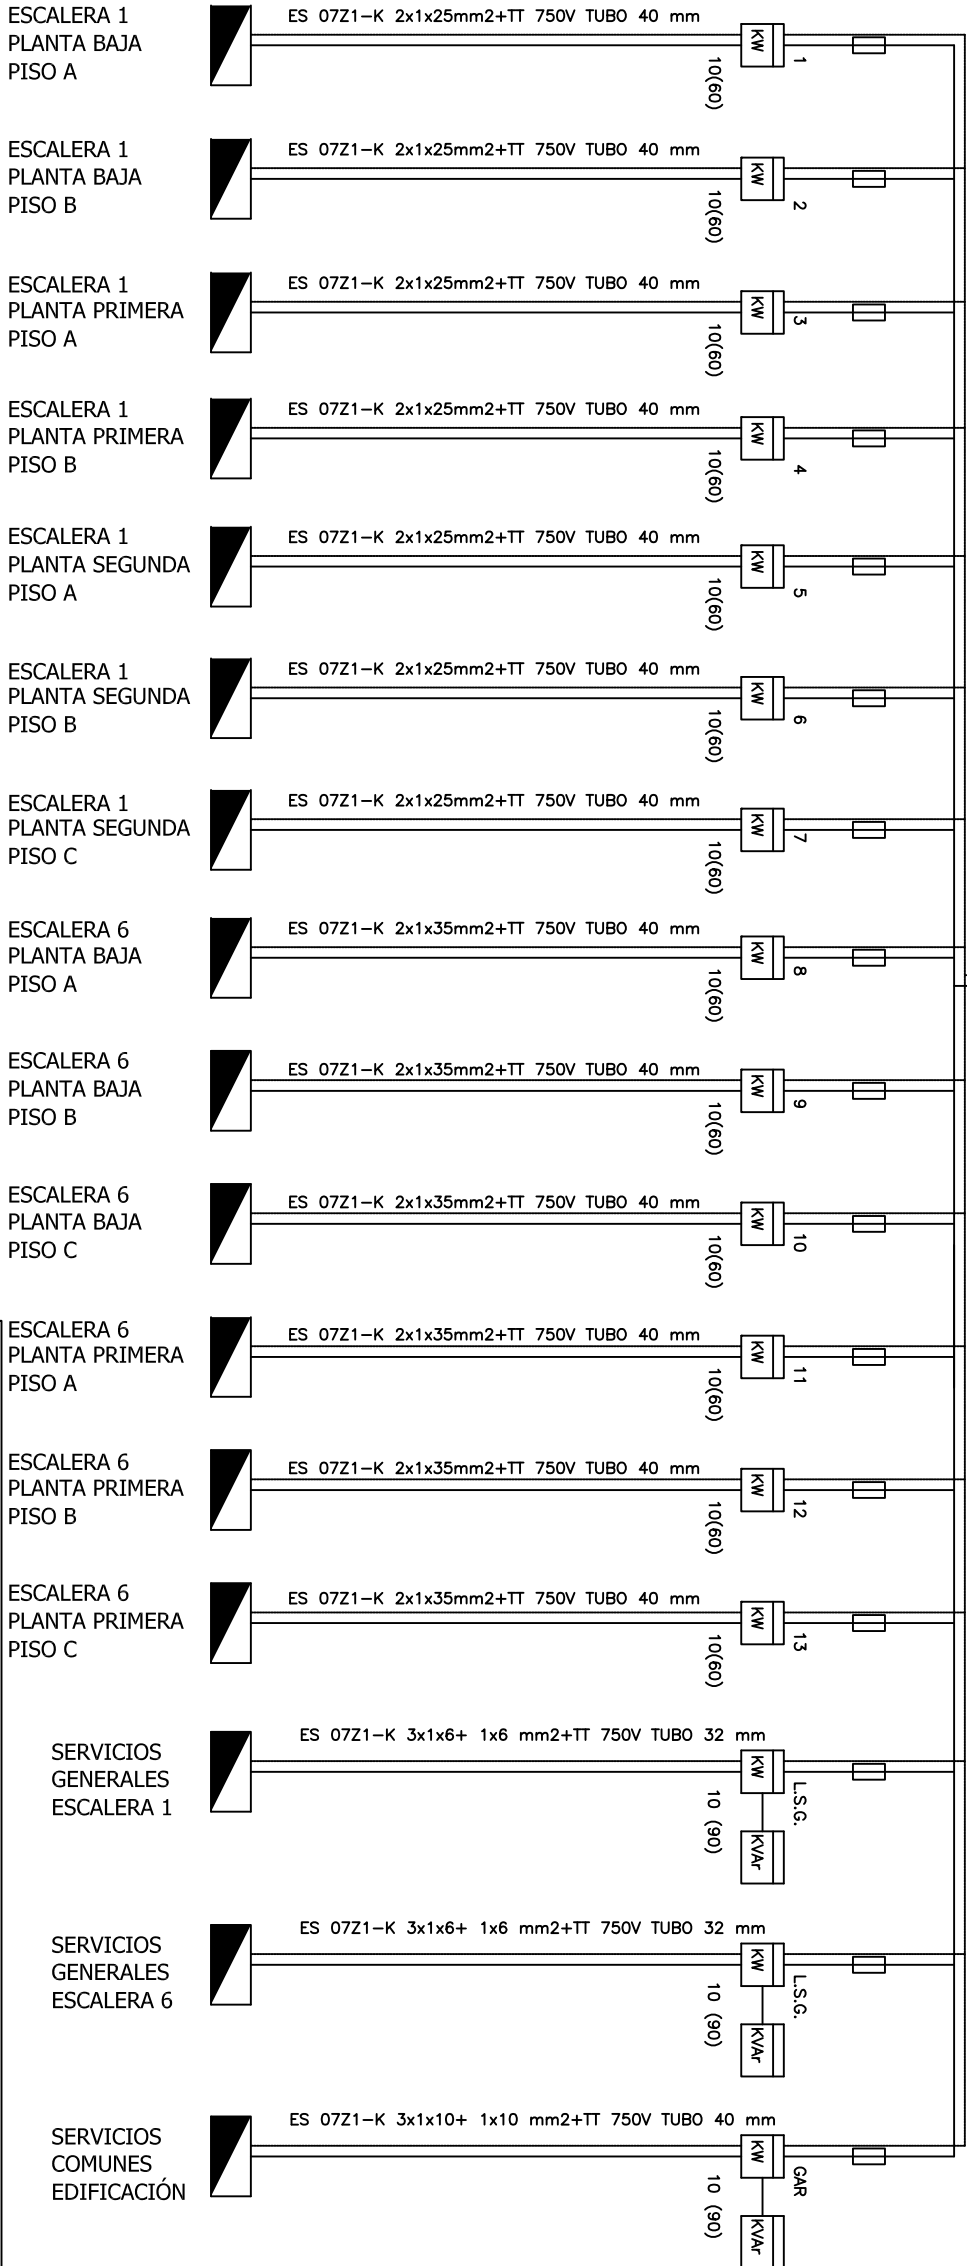 ESCALERA 1
PLANTA BAJA
PISO A
ES 07Z1-K 2x1x25mm2+TT 750V TUBO 40 mm
KW
1
10(60)
ESCALERA 1
PLANTA BAJA
PISO B
ES 07Z1-K 2x1x25mm2+TT 750V TUBO 40 mm
KW
2
10(60)
ESCALERA 1
PLANTA PRIMERA
PISO A
ES 07Z1-K 2x1x25mm2+TT 750V TUBO 40 mm
KW
3
10(60)
ESCALERA 1
PLANTA PRIMERA
PISO B
ES 07Z1-K 2x1x25mm2+TT 750V TUBO 40 mm
KW
4
10(60)
ESCALERA 1
PLANTA SEGUNDA
PISO A
ES 07Z1-K 2x1x25mm2+TT 750V TUBO 40 mm
KW
5
10(60)
ESCALERA 1
PLANTA SEGUNDA
PISO B
ES 07Z1-K 2x1x25mm2+TT 750V TUBO 40 mm
KW
6
10(60)
ESCALERA 1
PLANTA SEGUNDA
PISO C
ES 07Z1-K 2x1x25mm2+TT 750V TUBO 40 mm
KW
7
10(60)
ESCALERA 6
PLANTA BAJA
PISO A
ES 07Z1-K 2x1x35mm2+TT 750V TUBO 40 mm
KW
8
10(60)
ESCALERA 6
PLANTA BAJA
PISO B
ES 07Z1-K 2x1x35mm2+TT 750V TUBO 40 mm
KW
9
10(60)
ESCALERA 6
PLANTA BAJA
PISO C
ES 07Z1-K 2x1x35mm2+TT 750V TUBO 40 mm
KW
10
10(60)
ESCALERA 6
PLANTA PRIMERA
PISO A
ES 07Z1-K 2x1x35mm2+TT 750V TUBO 40 mm
KW
11
10(60)
ESCALERA 6
PLANTA PRIMERA
PISO B
ES 07Z1-K 2x1x35mm2+TT 750V TUBO 40 mm
KW
12
10(60)
ESCALERA 6
PLANTA PRIMERA
PISO C
ES 07Z1-K 2x1x35mm2+TT 750V TUBO 40 mm
KW
13
10(60)
SERVICIOS
GENERALES
ESCALERA 1
ES 07Z1-K 3x1x6+ 1x6 mm2+TT 750V TUBO 32 mm
KW
L.S.G.
10 (90)
KVAr
SERVICIOS
GENERALES
ESCALERA 6
ES 07Z1-K 3x1x6+ 1x6 mm2+TT 750V TUBO 32 mm
KW
L.S.G.
10 (90)
KVAr
SERVICIOS
COMUNES
EDIFICACIÓN
ES 07Z1-K 3x1x10+ 1x10 mm2+TT 750V TUBO 40 mm
KW
GAR
10 (90)
KVAr